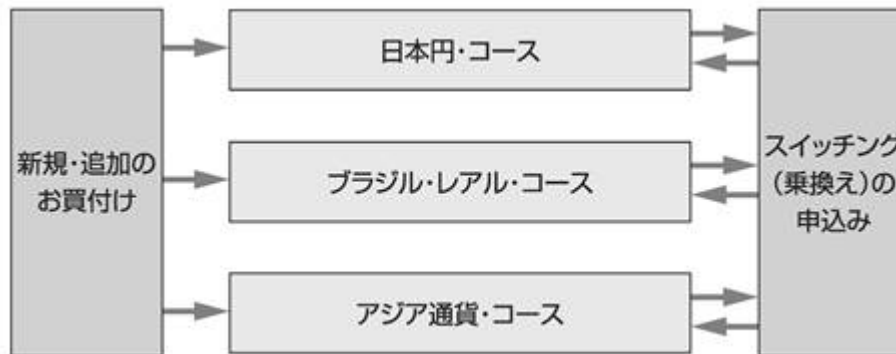 新規・追加の
お買付け
日本円・コース
ブラジル・レアル・コース
アジア通貨・コース
スイッチング
(乗換え)の
申込み